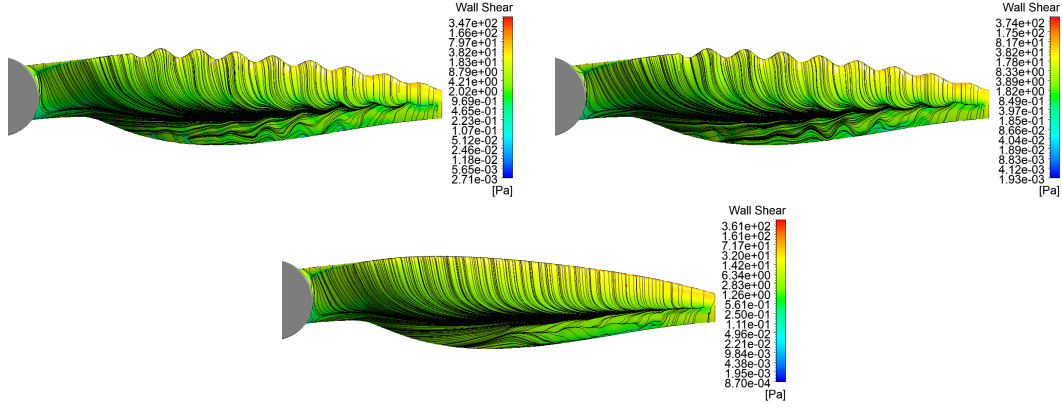 Wall Shear
3.47e+02
1.66e+02
7.97e+01
3.82e+01
1.83e+01
8.79e+00
4.21e+00
2.02e+00
9.69e-01
4.65e-01
2.23e-01
1.07e-01
5.12e-02
2.46e-02
1.18e-02
5.65e-03
2.71e-03
[Pa]
Wall Shear
3.74e+02
1.75e+02
8.17e+01
3.82e+01
1.78e+01
8.33e+00
3.89e+00
1.82e+00
8.49e-01
3.97e-01
1.85e-01
8.66e-02
4.04e-02
1.89e-02
8.83e-03
4.12e-03
1.93e-03
[Pa]
Wall Shear
3.61e+02
1.61e+02
7.17e+01
3.20e+01
1.42e+01
6.34e+00
2.83e+00
1.26e+00
5.61e-01
2.50e-01
1.11e-01
4.96e-02
2.21e-02
9.84e-03
4.38e-03
1.95e-03
8.70e-04
[Pa]